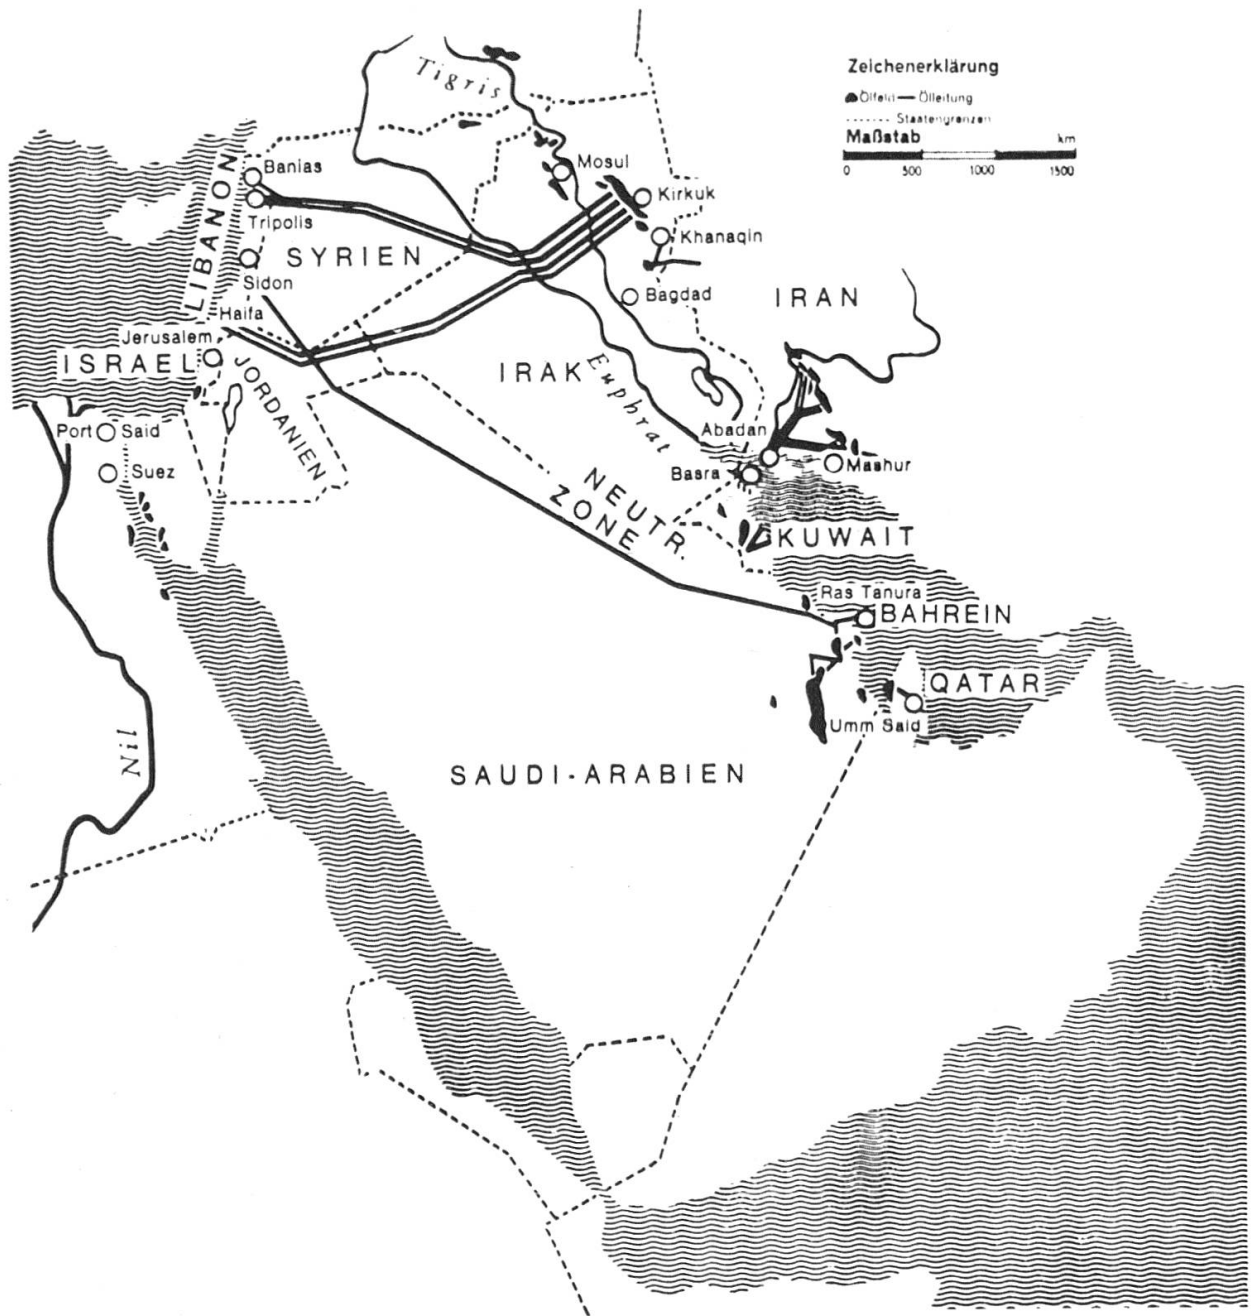 Zeichenerklärung
Ölfeld Ölleitung
Staatengrenzen
Maßstab km
0 500 1000 1500
Tigris
Mosul
Banias
Kirkuk
Tripolis
Khanaqin
LIBANON
SYRIEN
Sidon
Bagdad
IRAN
Haifa
Jerusalem
ISRAEL
JORDANIEN
IRAK
Euphrat
Abadan
Port Said
Basra
Mashur
Suez
NEUTR.
ZONE
KUWAIT
Ras Tanura
BAHREIN
QATAR
Umm Said
Nil
SAUDI-ARABIEN